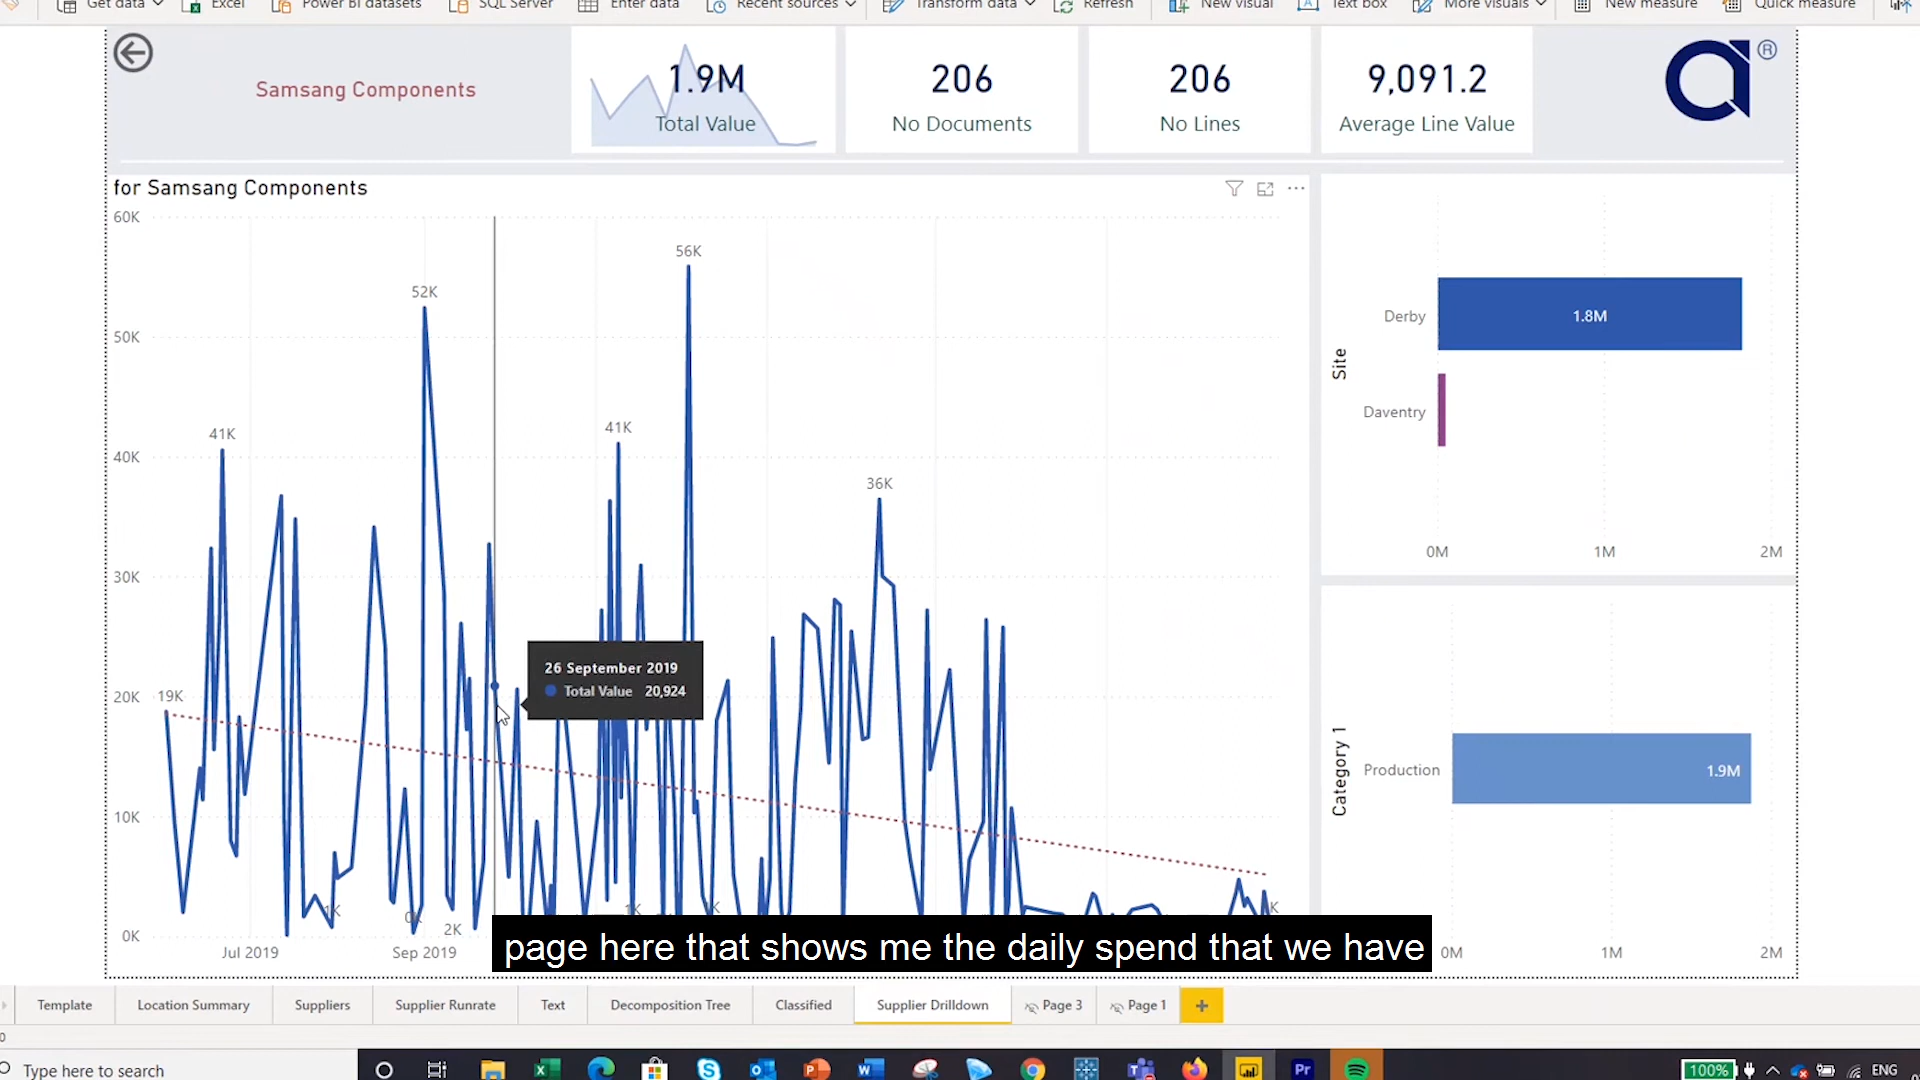 Get data
Excel
Power BI datasets
SQL Server
Enter data
Recent sources
Transform data
Refresh
New visual
Text box
More visuals
New measure
Quick measure
Samsang Components
1.9M
Total Value
206
No Documents
206
No Lines
9,091.2
Average Line Value
a
®
for Samsang Components
60K
50K
40K
30K
20K
10K
0K
19K
41K
52K
41K
56K
36K
1K
0K
2K
1K
1K
K
26 September 2019
Total Value 20,924
Jul 2019
Sep 2019
Site
Derby
1.8M
Daventry
0M
1M
2M
Category 1
Production
1.9M
0M
1M
2M
page here that shows me the daily spend that we have
Template
Location Summary
Suppliers
Supplier Runrate
Text
Decomposition Tree
Classified
Supplier Drilldown
Page 3
Page 1
+
Type here to search
100%
ENG